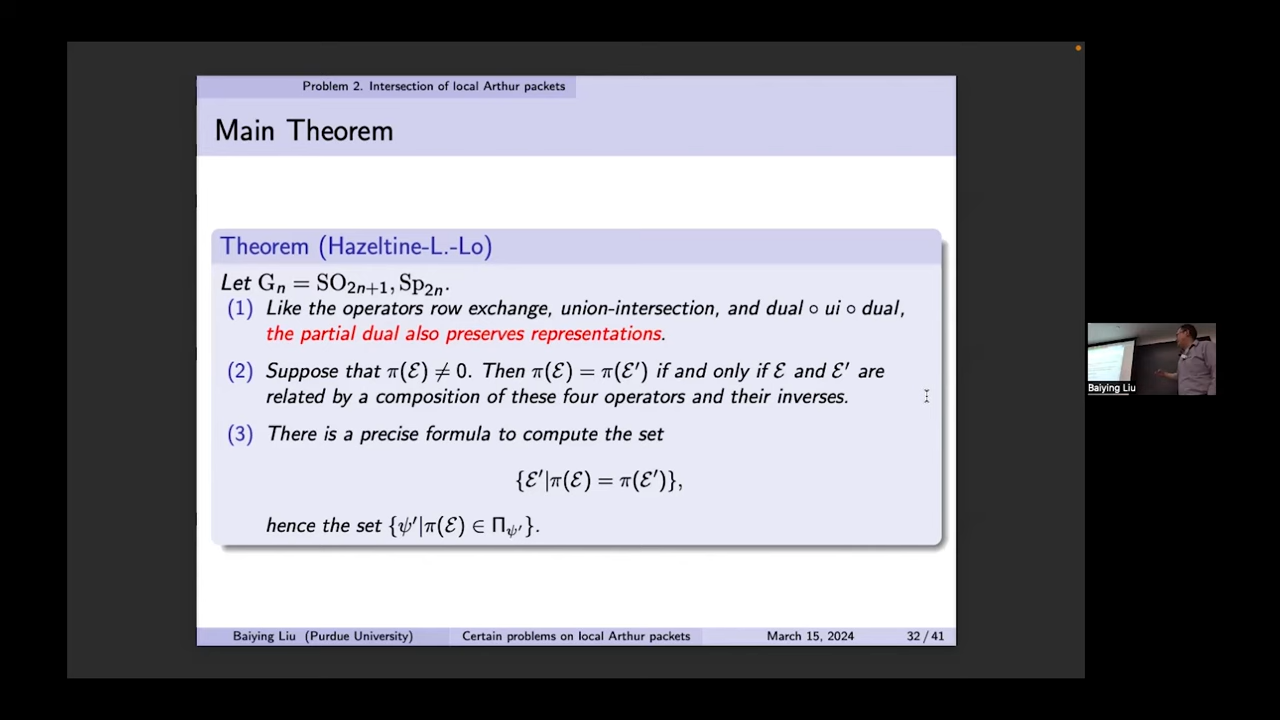 Problem 2. Intersection of local Arthur packets
Main Theorem
Theorem (Hazeltine-L.-Lo)
Let Gₙ = SO₂ₙ₊₁, Sp₂ₙ.
(1) Like the operators row exchange, union-intersection, and dual ∘ ui ∘ dual,
the partial dual also preserves representations.
(2) Suppose that π(ℰ) ≠ 0. Then π(ℰ) = π(ℰ′) if and only if ℰ and ℰ′ are
related by a composition of these four operators and their inverses.
(3) There is a precise formula to compute the set
{ℰ′|π(ℰ) = π(ℰ′)},
hence the set {ψ′|π(ℰ) ∈ Π_ψ′}.
Baiying Liu (Purdue University) Certain problems on local Arthur packets March 15, 2024 32 / 41
Baiying Liu